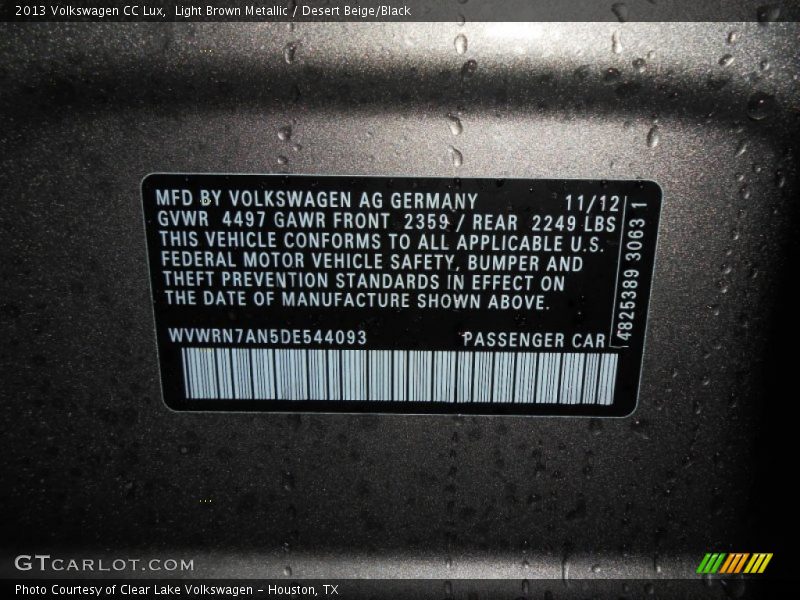 2013 Volkswagen CC Lux, Light Brown Metallic / Desert Beige/Black
MFD BY VOLKSWAGEN AG GERMANY 11/12
GVWR 4497 GAWR FRONT 2359 / REAR 2249 LBS
THIS VEHICLE CONFORMS TO ALL APPLICABLE U.S.
FEDERAL MOTOR VEHICLE SAFETY, BUMPER AND
THEFT PREVENTION STANDARDS IN EFFECT ON
THE DATE OF MANUFACTURE SHOWN ABOVE.
WVWRN7AN5DE544093 PASSENGER CAR
4825389 30631
GTCARLOT.COM
Photo Courtesy of Clear Lake Volkswagen - Houston, TX